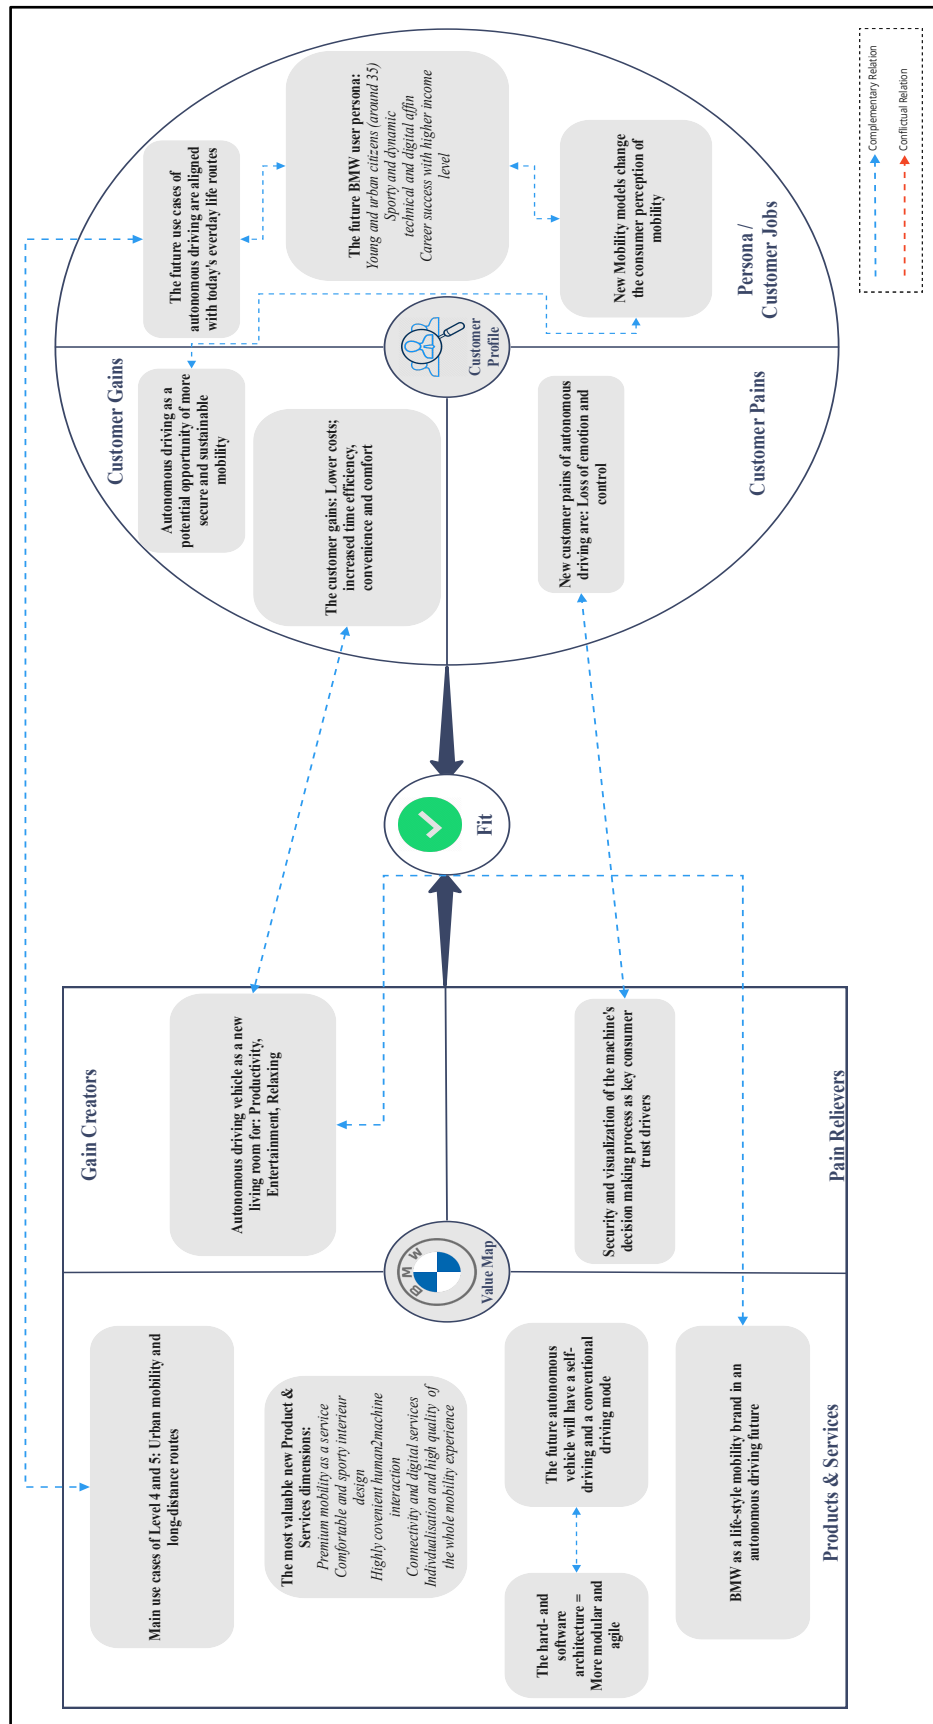 Gain Creators
Main use cases of Level 4 and 5: Urban mobility and
long-distance routes
The most valuable new Product &
Services dimensions:
Premium mobility as a service
Comfortable and sporty interieur
design
Highly covenient human2machine
interaction
Connectivity and digital services
Indivdualisation and high quality of
the whole mobility experience
The hard- and
software
architecture =
More modular and
agile
The future autonomous
vehicle will have a self-
driving and a conventional
driving mode
BMW as a life-style mobility brand in an
autonomous driving future
Products & Services
BMW
Value Map
Autonomous driving vehicle as a new
living room for: Productivity,
Entertainment, Relaxing
Security and visualization of the machine's
decision making process as key consumer
trust drivers
Pain Relievers
Fit
Customer Gains
Autonomous driving as a
potential opportunity of more
secure and sustainable
mobility
The customer gains: Lower costs;
increased time efficiency,
convenience and comfort
New customer pains of autonomous
driving are: Loss of emotion and
control
Customer Pains
Customer
Profile
The future use cases of
autonomous driving are aligned
with today's everday life routes
The future BMW user persona:
Young and urban citizens (around 35)
Sporty and dynamic
technical and digital affin
Career success with higher income
level
New Mobility models change
the consumer perception of
mobility
Persona /
Customer Jobs
Complementary Relation
Conflictual Relation